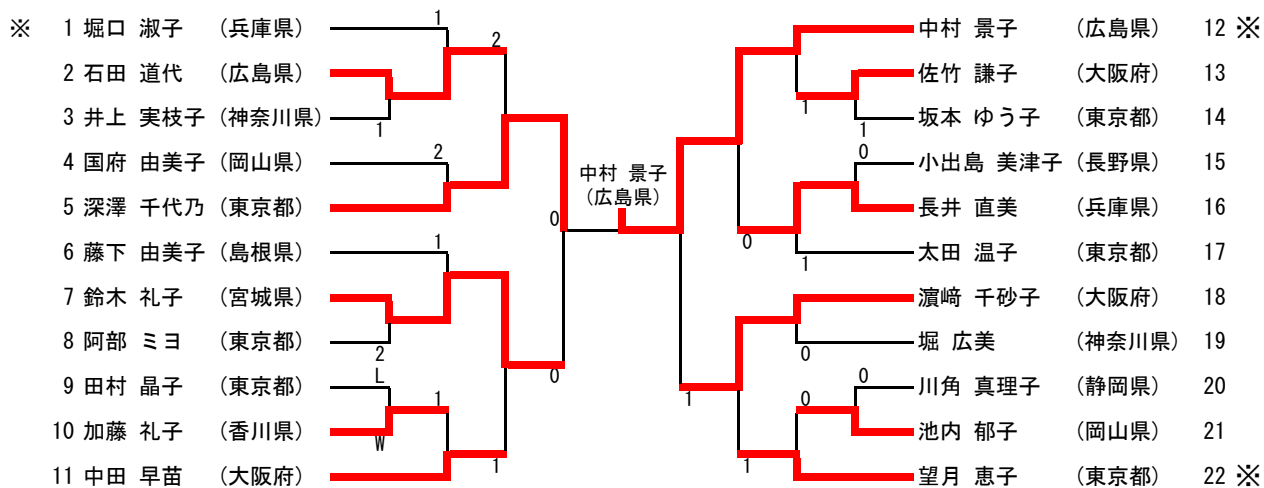 ※ 1 堀口 淑子 (兵庫県)
2 石田 道代 (広島県)
3 井上 実枝子 (神奈川県)
4 国府 由美子 (岡山県)
5 深澤 千代乃 (東京都)
6 藤下 由美子 (島根県)
7 鈴木 礼子 (宮城県)
8 阿部 ミヨ (東京都)
9 田村 晶子 (東京都)
10 加藤 礼子 (香川県)
11 中田 早苗 (大阪府)
1
2
1
2
0
1
2
L
W
1
0
1
中村 景子
(広島県)
中村 景子 (広島県) 12 ※
佐竹 謙子 (大阪府) 13
坂本 ゆう子 (東京都) 14
小出島 美津子 (長野県) 15
長井 直美 (兵庫県) 16
太田 温子 (東京都) 17
濵﨑 千砂子 (大阪府) 18
堀 広美 (神奈川県) 19
川角 真理子 (静岡県) 20
池内 郁子 (岡山県) 21
望月 恵子 (東京都) 22 ※
1
1
0
0
1
0
1
0
0
1